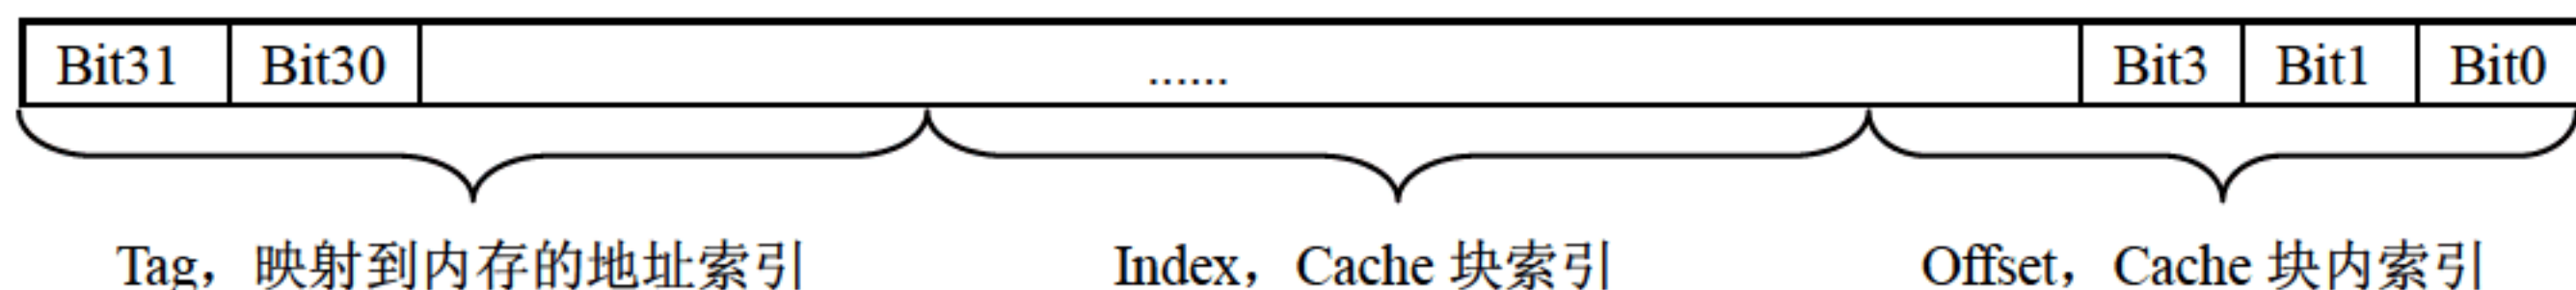 Bit31 Bit30 ...... Bit3 Bit1 Bit0
Tag，映射到内存的地址索引 Index，Cache 块索引 Offset，Cache 块内索引